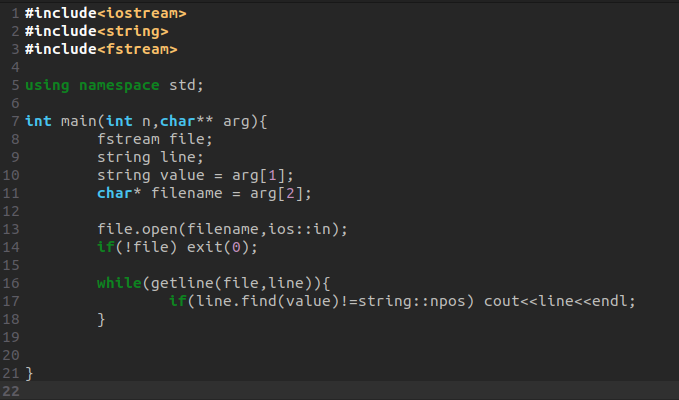 1 #include<iostream>
2 #include<string>
3 #include<fstream>
4
5 using namespace std;
6
7 int main(int n,char** arg){
8         fstream file;
9         string line;
10         string value = arg[1];
11         char* filename = arg[2];
12
13         file.open(filename,ios::in);
14         if(!file) exit(0);
15
16         while(getline(file,line)){
17                 if(line.find(value)!=string::npos) cout<<line<<endl;
18         }
19
20
21 }
22